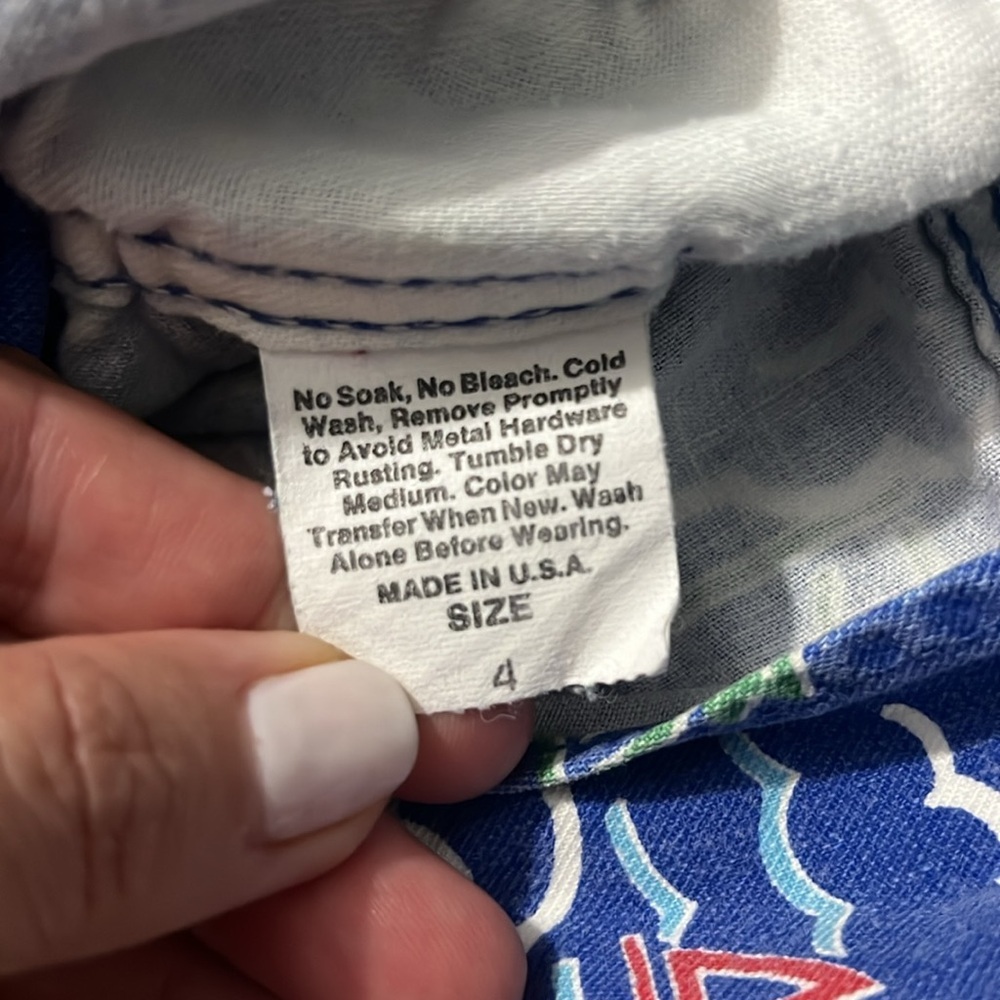 No Soak, No Bleach. Cold
Wash, Remove Promptly
to Avoid Metal Hardware
Rusting. Tumble Dry
Medium. Color May
Transfer When New. Wash
Alone Before Wearing.
MADE IN U.S.A.
SIZE
4